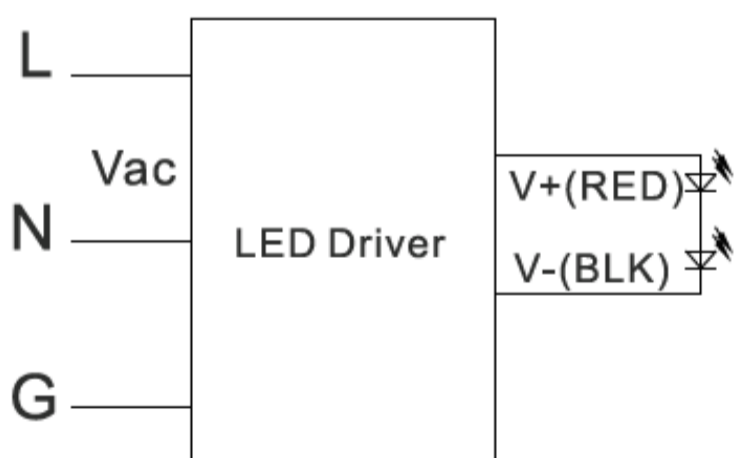 L
Vac
N
G
LED Driver
V+(RED)
V-(BLK)